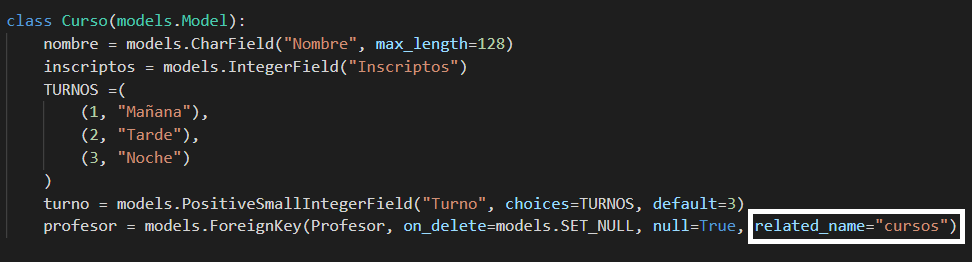 class Curso(models.Model):
    nombre = models.CharField("Nombre", max_length=128)
    inscriptos = models.IntegerField("Inscriptos")
    TURNOS =(
        (1, "Mañana"),
        (2, "Tarde"),
        (3, "Noche")
    )
    turno = models.PositiveSmallIntegerField("Turno", choices=TURNOS, default=3)
    profesor = models.ForeignKey(Profesor, on_delete=models.SET_NULL, null=True, related_name="cursos")